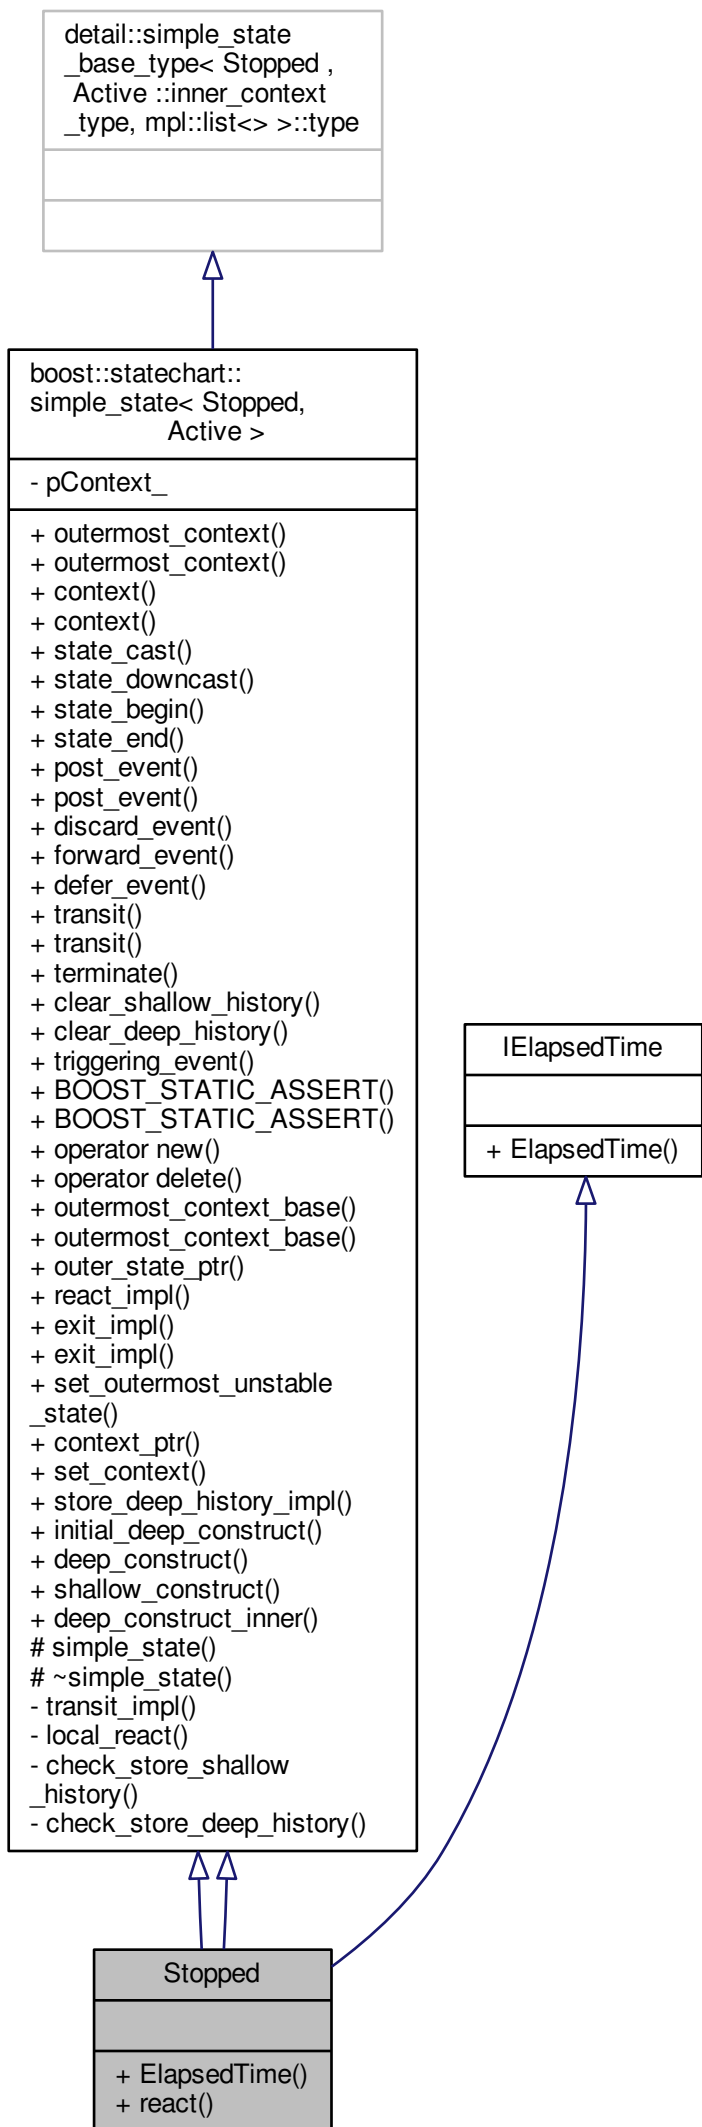 detail::simple_state
_base_type< Stopped ,
Active ::inner_context
_type, mpl::list<> >::type
boost::statechart::
simple_state< Stopped,
Active >
- pContext_
+ outermost_context()
+ outermost_context()
+ context()
+ context()
+ state_cast()
+ state_downcast()
+ state_begin()
+ state_end()
+ post_event()
+ post_event()
+ discard_event()
+ forward_event()
+ defer_event()
+ transit()
+ transit()
+ terminate()
+ clear_shallow_history()
+ clear_deep_history()
+ triggering_event()
+ BOOST_STATIC_ASSERT()
+ BOOST_STATIC_ASSERT()
+ operator new()
+ operator delete()
+ outermost_context_base()
+ outermost_context_base()
+ outer_state_ptr()
+ react_impl()
+ exit_impl()
+ exit_impl()
+ set_outermost_unstable
_state()
+ context_ptr()
+ set_context()
+ store_deep_history_impl()
+ initial_deep_construct()
+ deep_construct()
+ shallow_construct()
+ deep_construct_inner()
# simple_state()
# ~simple_state()
- transit_impl()
- local_react()
- check_store_shallow
_history()
- check_store_deep_history()
IElapsedTime
+ ElapsedTime()
Stopped
+ ElapsedTime()
+ react()